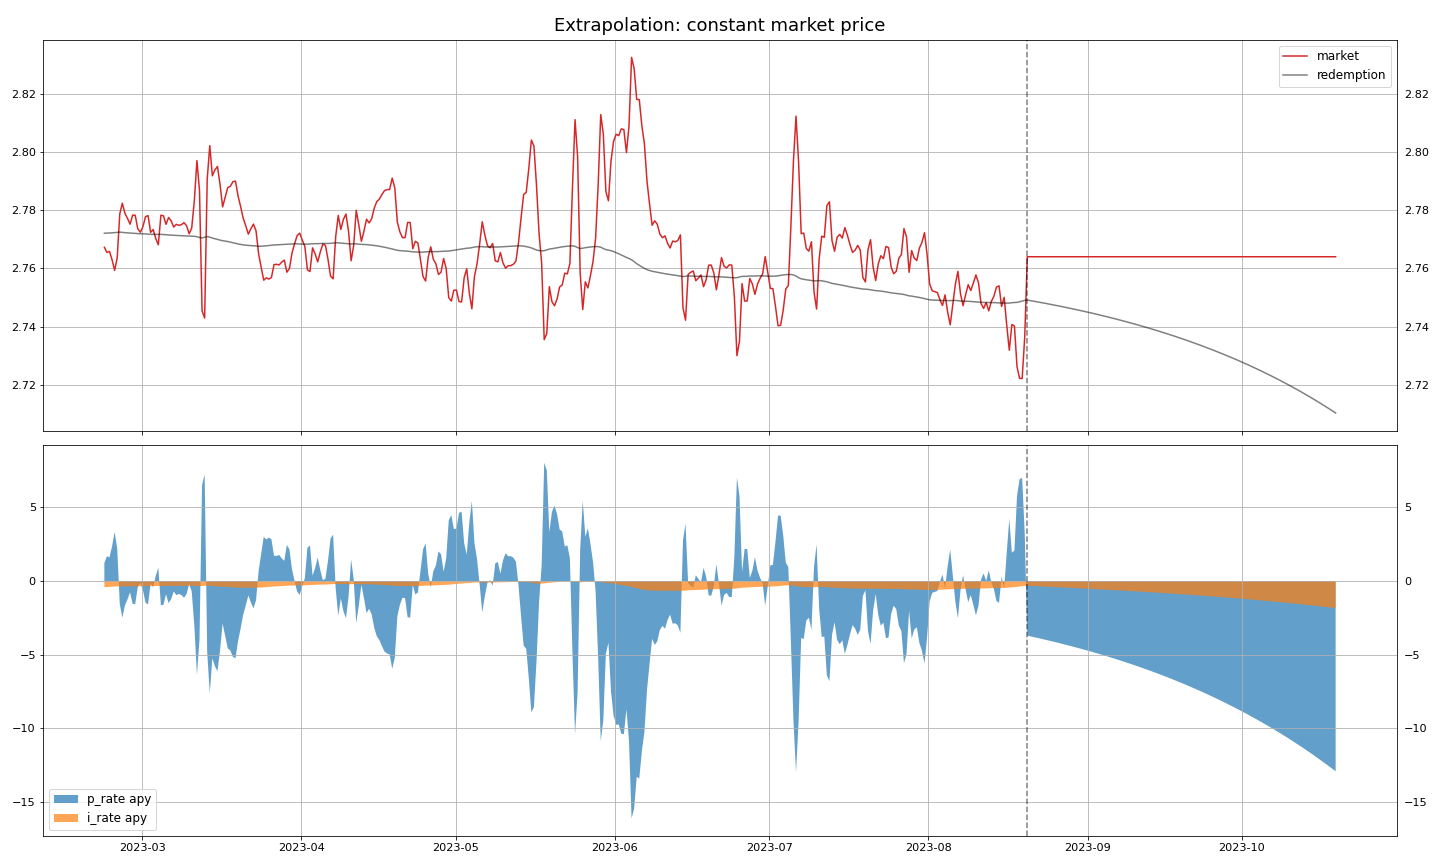 Extrapolation: constant market price
market
redemption
2.82 2.82
2.80 2.80
2.78 2.78
2.76 2.76
2.74 2.74
2.72 2.72
5 5
0 0
−5 −5
−10 −10
−15 −15
p_rate apy
i_rate apy
2023-03 2023-04 2023-05 2023-06 2023-07 2023-08 2023-09 2023-10